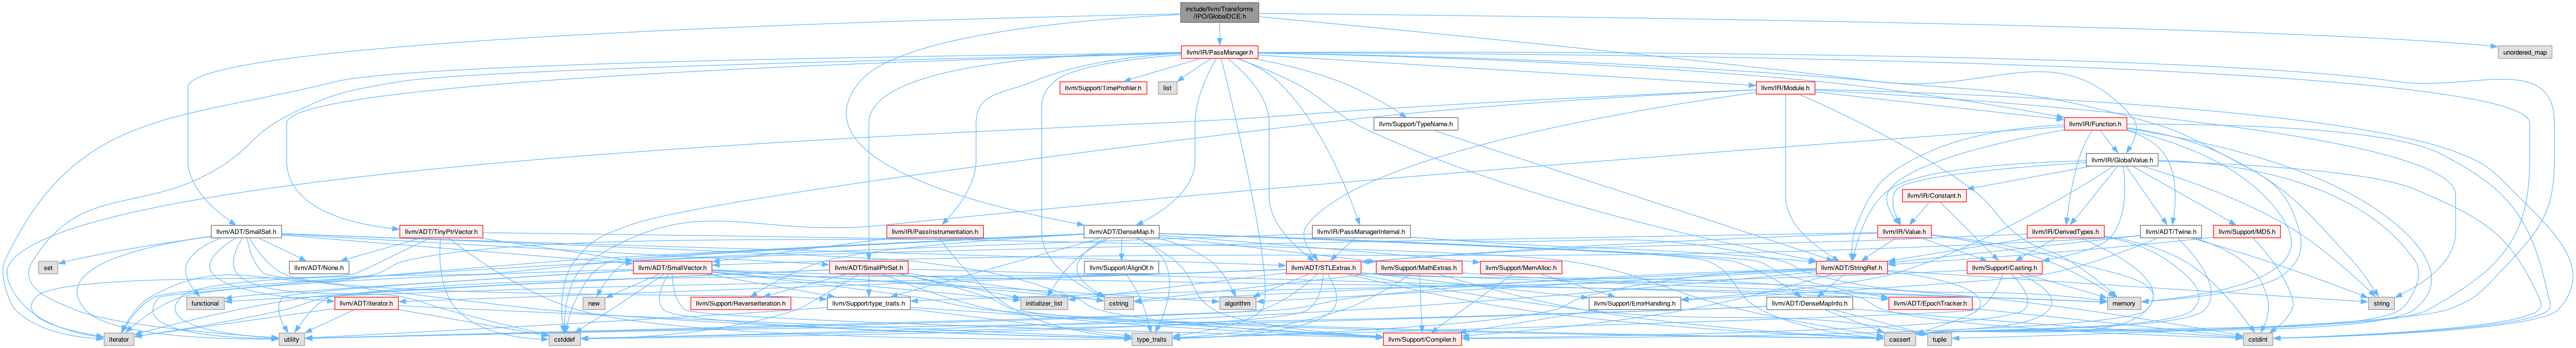 include/llvm/Transforms
/IPO/GlobalDCE.h
llvm/IR/PassManager.h
unordered_map
llvm/Support/TimeProfiler.h
list
llvm/IR/Module.h
llvm/Support/TypeName.h
llvm/IR/Function.h
llvm/IR/GlobalValue.h
llvm/IR/Constant.h
llvm/ADT/SmallSet.h
llvm/ADT/TinyPtrVector.h
llvm/IR/PassInstrumentation.h
llvm/ADT/DenseMap.h
llvm/IR/PassManagerInternal.h
llvm/IR/Value.h
llvm/IR/DerivedTypes.h
llvm/ADT/Twine.h
llvm/Support/MD5.h
set
llvm/ADT/None.h
llvm/ADT/SmallVector.h
llvm/ADT/SmallPtrSet.h
llvm/Support/AlignOf.h
llvm/ADT/STLExtras.h
llvm/Support/MathExtras.h
llvm/Support/MemAlloc.h
llvm/ADT/StringRef.h
llvm/Support/Casting.h
functional
llvm/ADT/iterator.h
new
llvm/Support/ReverseIteration.h
llvm/Support/type_traits.h
initializer_list
cstring
algorithm
llvm/Support/ErrorHandling.h
llvm/ADT/DenseMapInfo.h
llvm/ADT/EpochTracker.h
memory
string
iterator
utility
cstddef
type_traits
llvm/Support/Compiler.h
cassert
tuple
cstdint